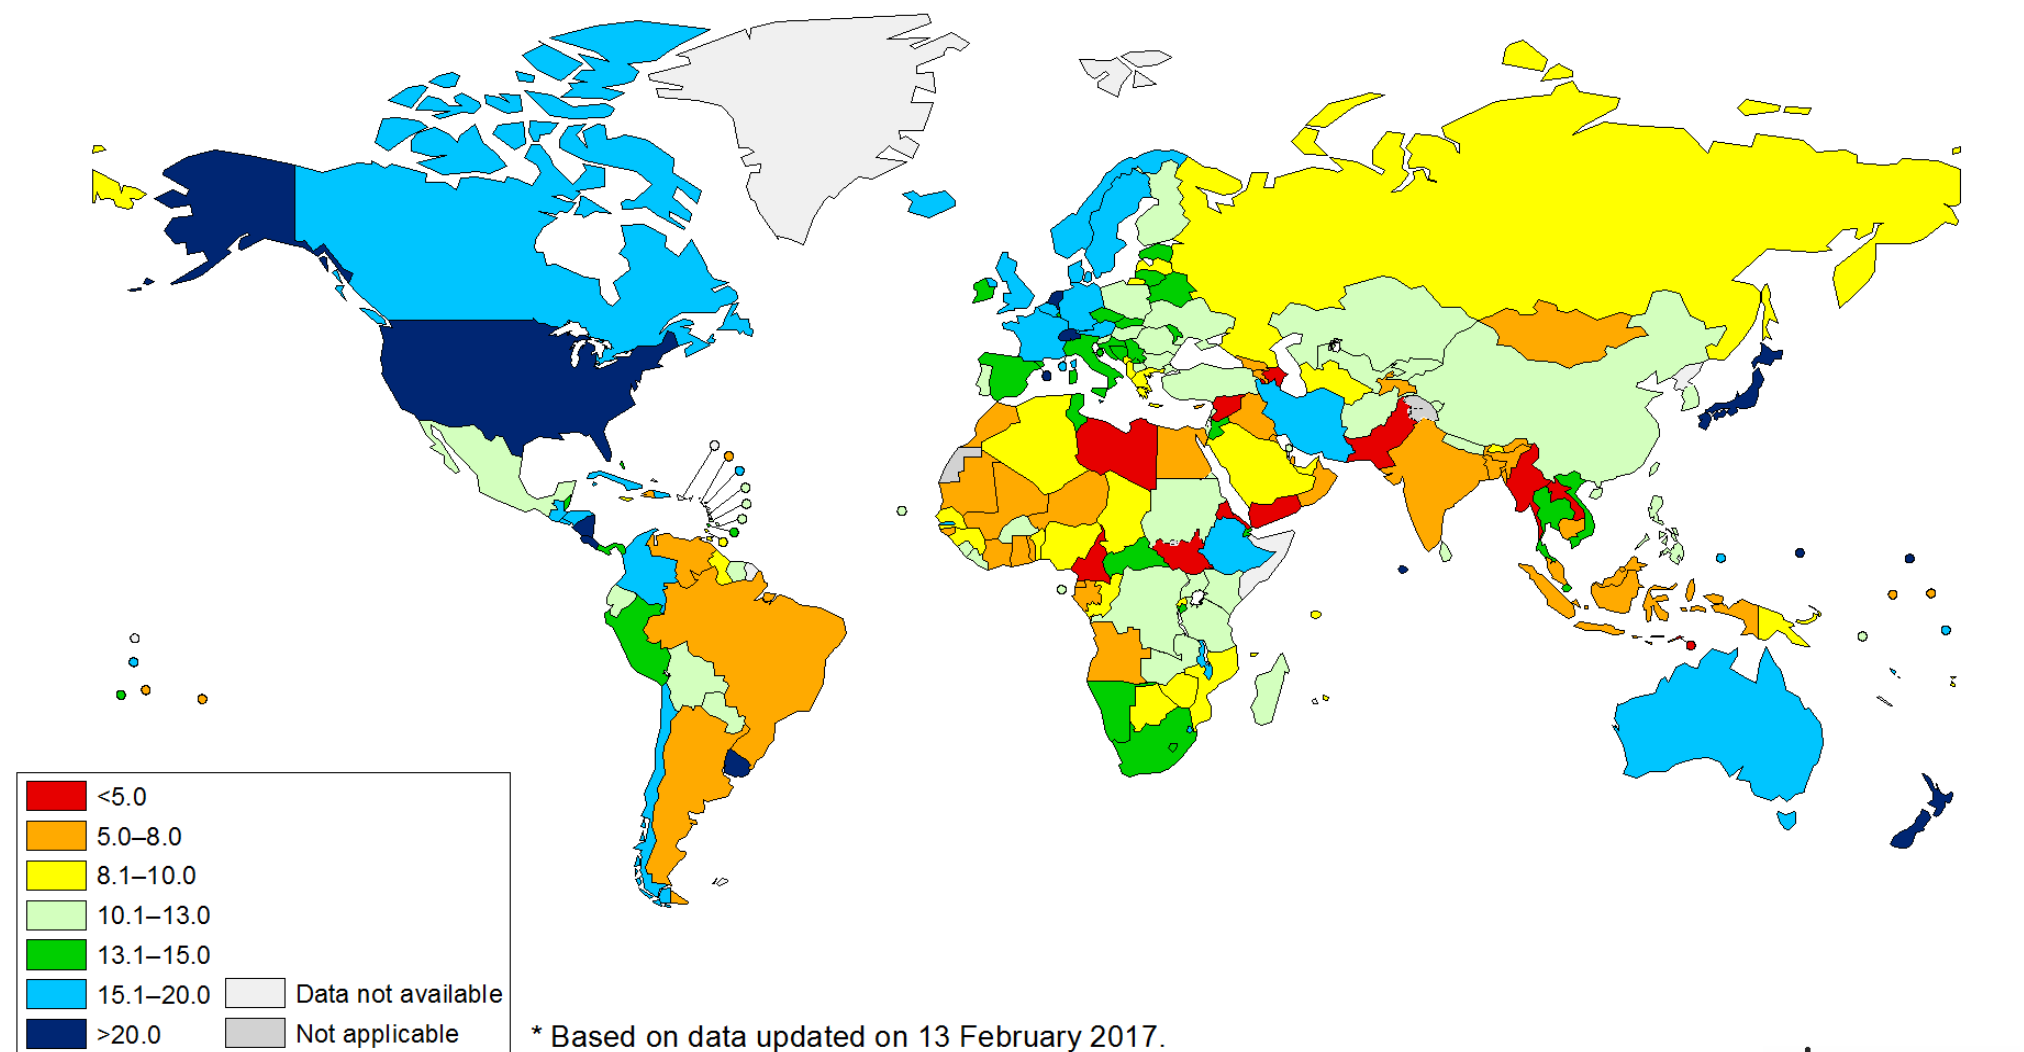 <5.0
5.0–8.0
8.1–10.0
10.1–13.0
13.1–15.0
15.1–20.0
>20.0
Data not available
Not applicable
* Based on data updated on 13 February 2017.